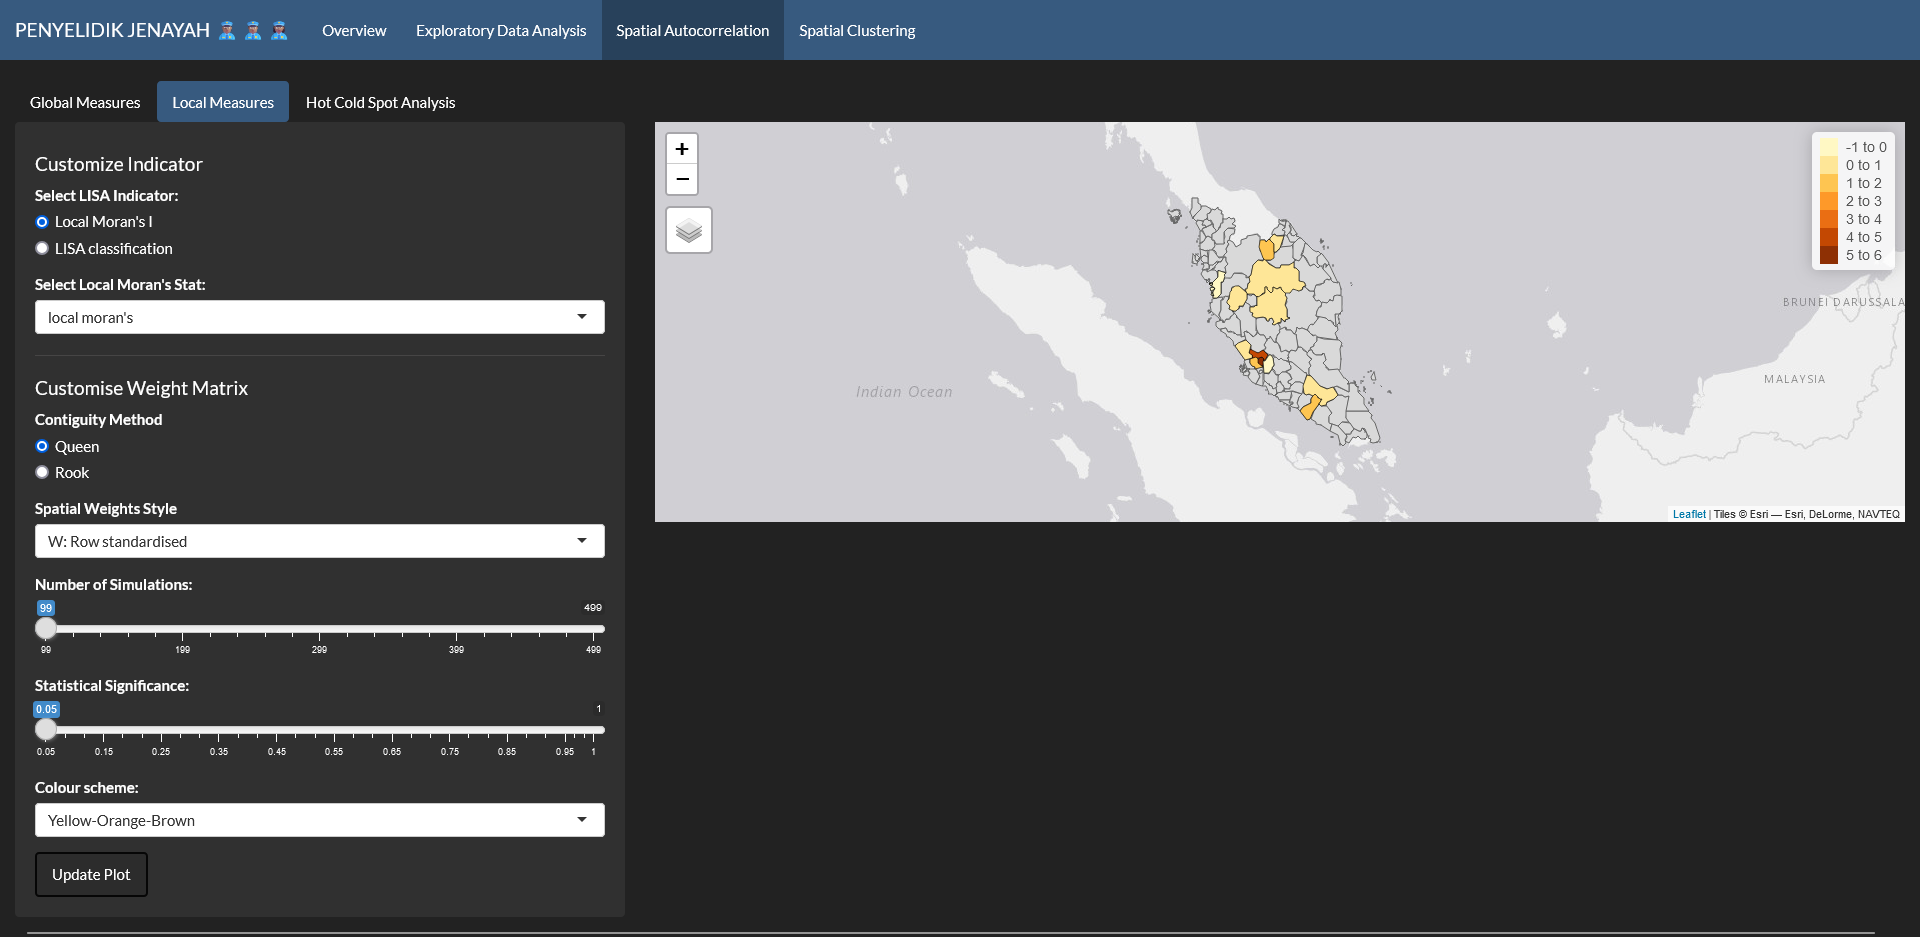 PENYELIDIK JENAYAH
Overview
Exploratory Data Analysis
Spatial Autocorrelation
Spatial Clustering
Global Measures
Local Measures
Hot Cold Spot Analysis
Customize Indicator
Select LISA Indicator:
Local Moran's I
LISA classification
Select Local Moran's Stat:
local moran's
Customise Weight Matrix
Contiguity Method
Queen
Rook
Spatial Weights Style
W: Row standardised
Number of Simulations:
99 499
99 199 299 399 499
Statistical Significance:
0.05 1
0.05 0.15 0.25 0.35 0.45 0.55 0.65 0.75 0.85 0.95 1
Colour scheme:
Yellow-Orange-Brown
Update Plot
+
−
-1 to 0
0 to 1
1 to 2
2 to 3
3 to 4
4 to 5
5 to 6
BRUNEI DARUSSALA
MALAYSIA
Indian Ocean
Leaflet | Tiles © Esri — Esri, DeLorme, NAVTEQ